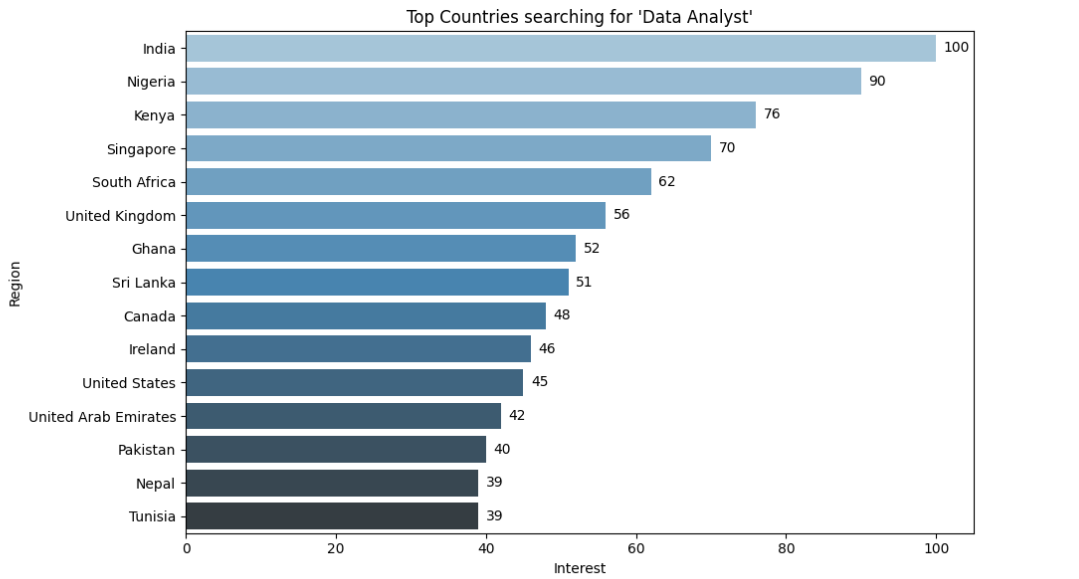 Top Countries searching for 'Data Analyst'
India 100
Nigeria 90
Kenya 76
Singapore 70
South Africa 62
United Kingdom 56
Ghana 52
Sri Lanka 51
Canada 48
Ireland 46
United States 45
United Arab Emirates 42
Pakistan 40
Nepal 39
Tunisia 39
Region
0 20 40 60 80 100
Interest